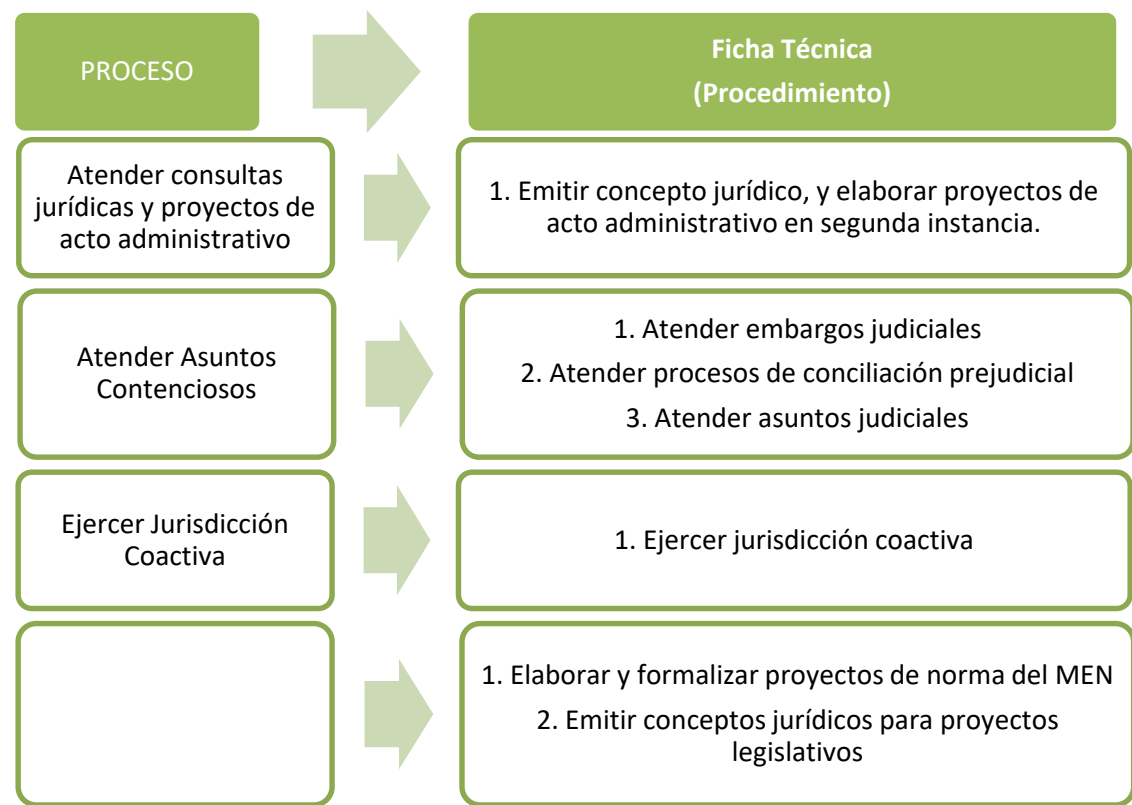 PROCESO
Ficha Técnica
(Procedimiento)
Atender consultas
jurídicas y proyectos de
acto administrativo
1. Emitir concepto jurídico, y elaborar proyectos de
acto administrativo en segunda instancia.
Atender Asuntos
Contenciosos
1. Atender embargos judiciales
2. Atender procesos de conciliación prejudicial
3. Atender asuntos judiciales
Ejercer Jurisdicción
Coactiva
1. Ejercer jurisdicción coactiva
1. Elaborar y formalizar proyectos de norma del MEN
2. Emitir conceptos jurídicos para proyectos
legislativos